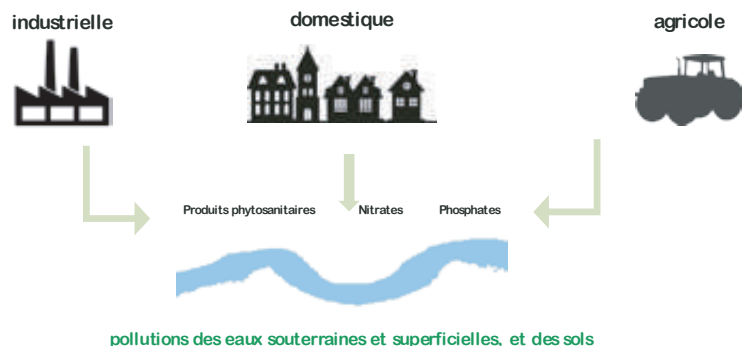 industrielle
domestique
agricole
Produits phytosanitaires Nitrates Phosphates
pollutions des eaux souterraines et superficielles, et des sols